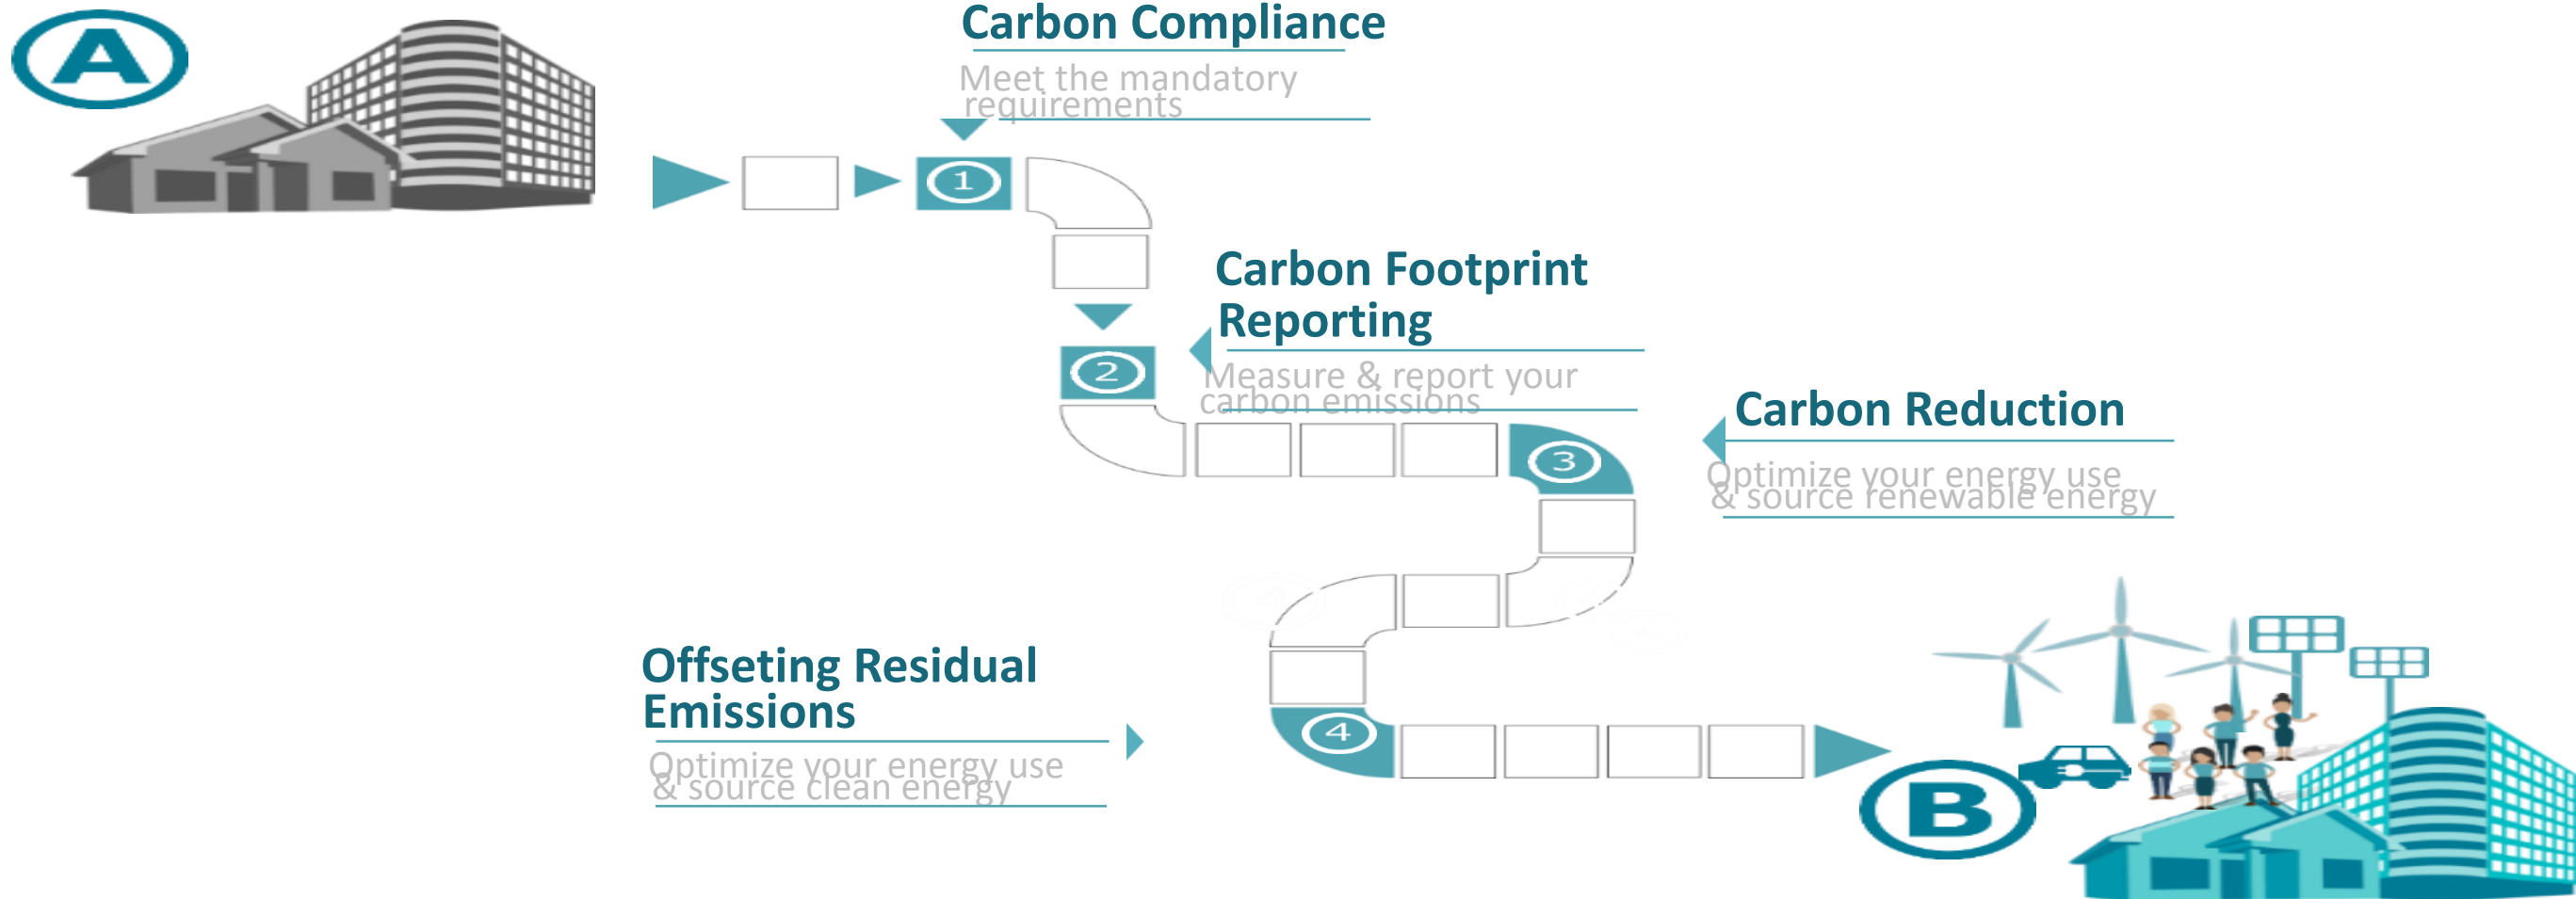 A
Carbon Compliance
Meet the mandatory
requirements
1
Carbon Footprint
Reporting
Measure & report your
carbon emissions
2
Carbon Reduction
Optimize your energy use
& source renewable energy
3
Offseting Residual
Emissions
Optimize your energy use
& source clean energy
4
B